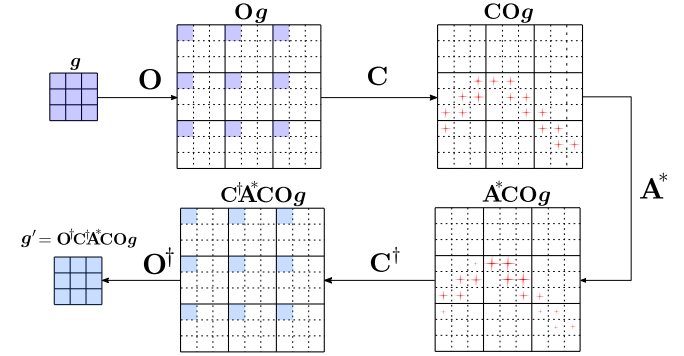 Og
COg
g
O
C
A*
C†A*COg
A*COg
g′ = O†C†A*COg
O†
C†